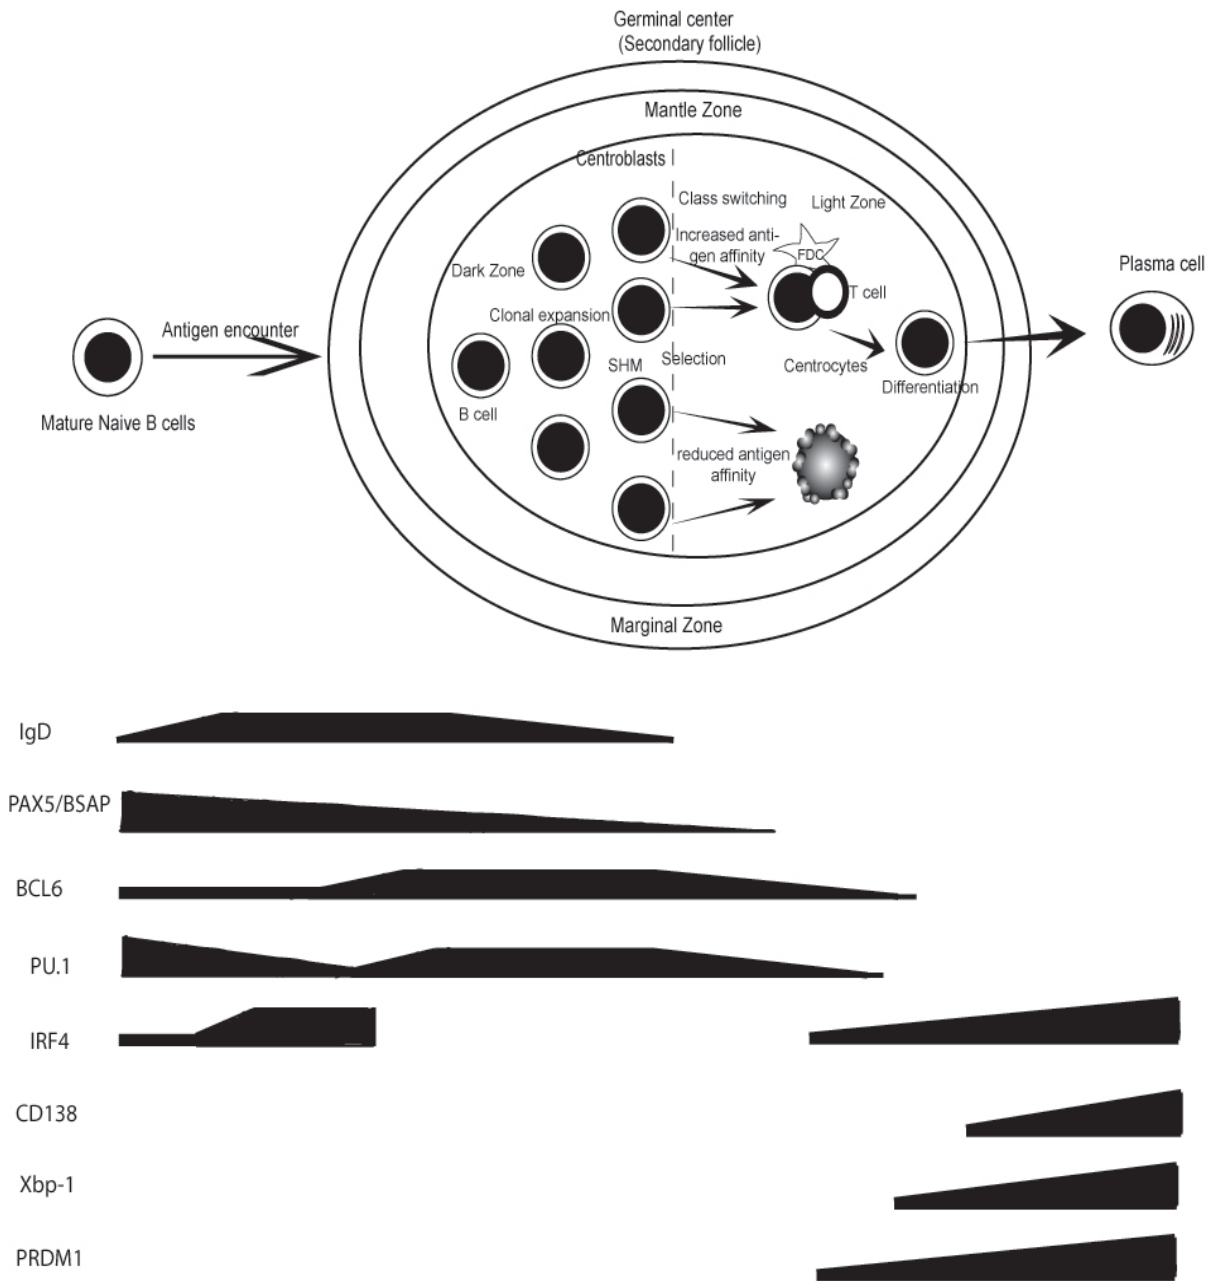 Germinal center
(Secondary follicle)
Mantle Zone
Centroblasts
Class switching
Light Zone
Increased anti-
gen affinity
FDC
Dark Zone
T cell
Plasma cell
Clonal expansion
Antigen encounter
SHM
Selection
Centrocytes
Differentiation
B cell
Mature Naive B cells
reduced antigen
affinity
Marginal Zone
IgD
PAX5/BSAP
BCL6
PU.1
IRF4
CD138
Xbp-1
PRDM1